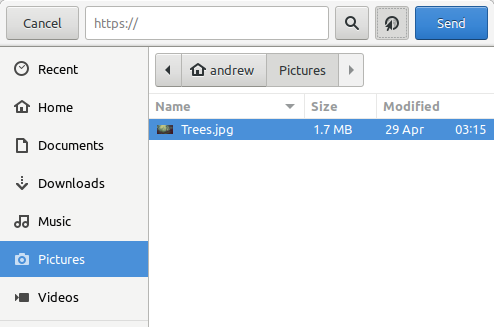 Cancel https:// Send
Recent
Home
Documents
Downloads
Music
Pictures
Videos
andrew Pictures
Name Size Modified
Trees.jpg 1.7 MB 29 Apr 03:15